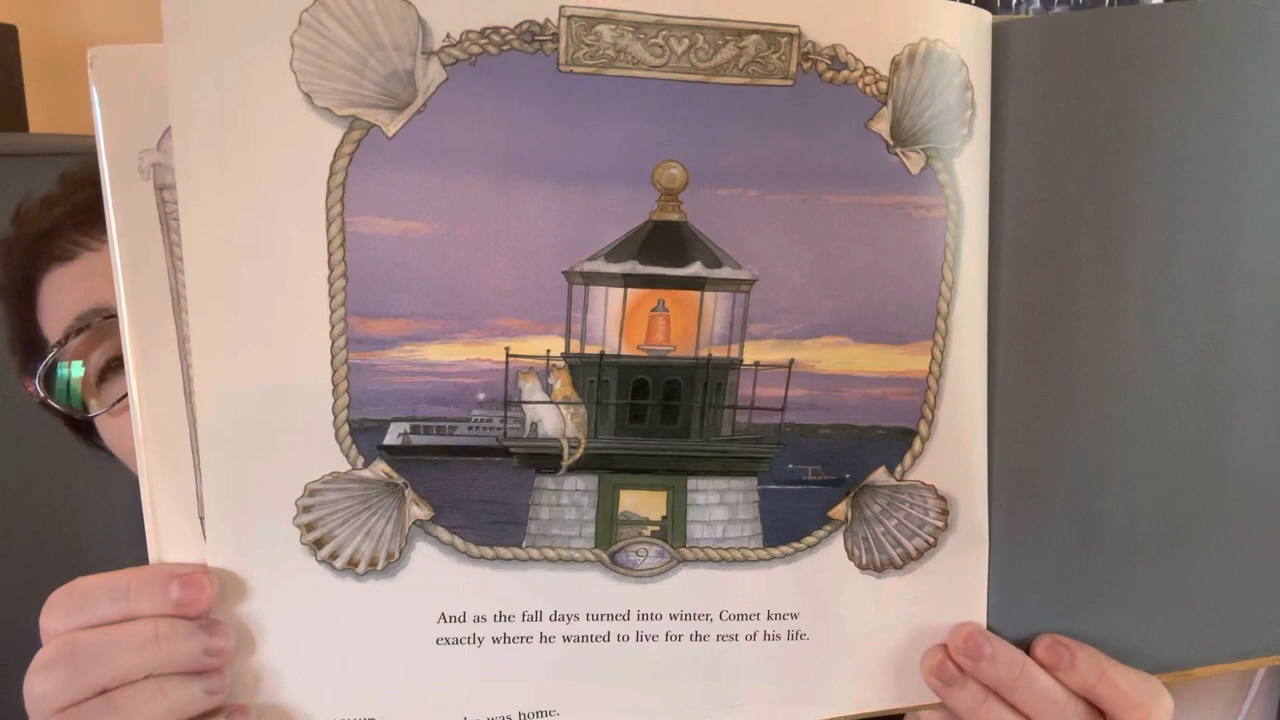 9
And as the fall days turned into winter, Comet knew
exactly where he wanted to live for the rest of his life.
was home.